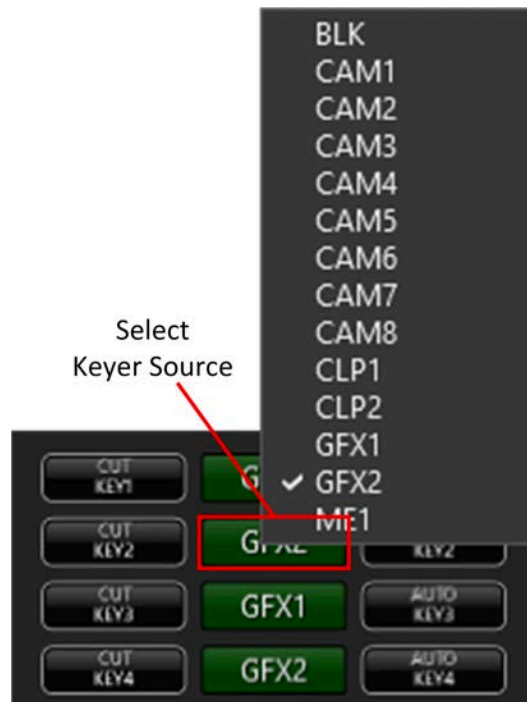 BLK
CAM1
CAM2
CAM3
CAM4
CAM5
CAM6
CAM7
CAM8
CLP1
CLP2
GFX1
GFX2
ME1
Select
Keyer Source
CUT
KEY1
CUT
KEY2
GFX2
KEY2
CUT
KEY3
GFX1
AUTO
KEY3
CUT
KEY4
GFX2
AUTO
KEY4